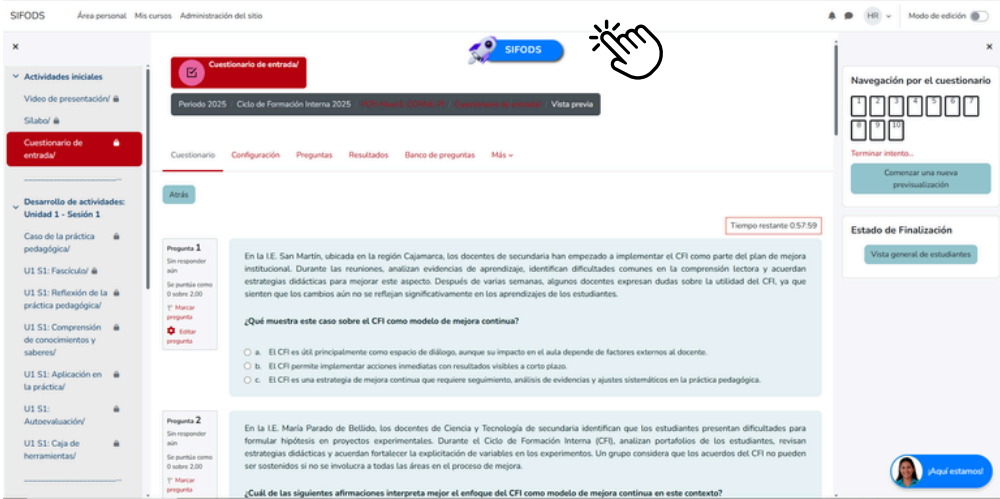 SIFODS
Área personal Mis cursos Administración del sitio
HR
Modo de edición
SIFODS
Actividades iniciales
Video de presentación/
Sílabo/
Cuestionario de
entrada/
Desarrollo de actividades:
Unidad 1 - Sesión 1
Caso de la práctica
pedagógica/
U1 S1: Fascículo/
U1 S1: Reflexión de la
práctica pedagógica/
U1 S1: Comprensión
de conocimientos y
saberes/
U1 S1: Aplicación en
la práctica/
U1 S1:
Autoevaluación/
U1 S1: Caja de
herramientas/
Cuestionario de entrada/
Periodo 2025 / Ciclo de Formación Interna 2025 /
Vista previa
Cuestionario Configuración Preguntas Resultados Banco de preguntas Más
Atrás
Tiempo restante 0:57:59
Pregunta 1
Sin responder
aún
Se puntúa como
0 sobre 2,00
Marcar
pregunta
Editar
pregunta
En la I.E. San Martín, ubicada en la región Cajamarca, los docentes de secundaria han empezado a implementar el CFI como parte del plan de mejora
institucional. Durante las reuniones, analizan evidencias de aprendizaje, identifican dificultades comunes en la comprensión lectora y acuerdan
estrategias didácticas para mejorar este aspecto. Después de varias semanas, algunos docentes expresan dudas sobre la utilidad del CFI, ya que
sienten que los cambios aún no se reflejan significativamente en los aprendizajes de los estudiantes.
¿Qué muestra este caso sobre el CFI como modelo de mejora continua?
a. El CFI es útil principalmente como espacio de diálogo, aunque su impacto en el aula depende de factores externos al docente.
b. El CFI permite implementar acciones inmediatas con resultados visibles a corto plazo.
c. El CFI es una estrategia de mejora continua que requiere seguimiento, análisis de evidencias y ajustes sistemáticos en la práctica pedagógica.
Pregunta 2
Sin responder
aún
Se puntúa como
0 sobre 2,00
Marcar
pregunta
En la I.E. María Parado de Bellido, los docentes de Ciencia y Tecnología de secundaria identifican que los estudiantes presentan dificultades para
formular hipótesis en proyectos experimentales. Durante el Ciclo de Formación Interna (CFI), analizan portafolios de los estudiantes, revisan
estrategias didácticas y acuerdan fortalecer la explicación de variables en los experimentos. Un grupo considera que los acuerdos del CFI no pueden
ser sostenidos si no se involucra a todas las áreas en el proceso de mejora.
¿Cuál de las siguientes afirmaciones interpreta mejor el enfoque del CFI como modelo de mejora continua en este contexto?
Navegación por el cuestionario
1 2 3 4 5 6 7
8 9 10
Terminar intento...
Comenzar una nueva
previsualización
Estado de Finalización
Vista general de estudiantes
¡Aquí estamos!